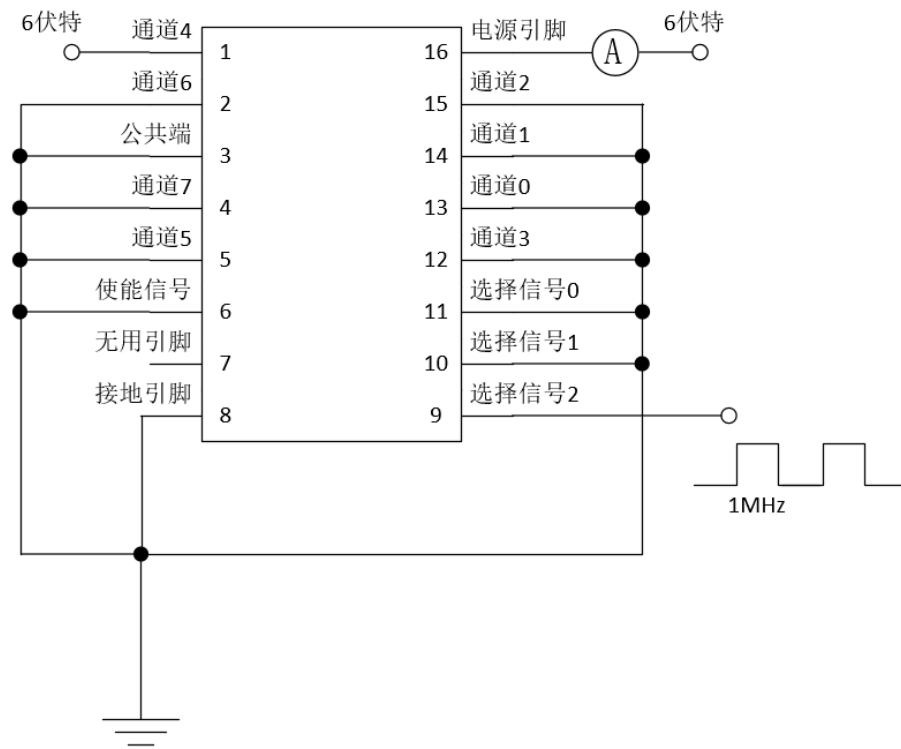 6伏特
通道4
1
通道6
2
公共端
3
通道7
4
通道5
5
使能信号
6
无用引脚
7
接地引脚
8
电源引脚
16
A
6伏特
通道2
15
通道1
14
通道0
13
通道3
12
选择信号0
11
选择信号1
10
选择信号2
9
1MHz